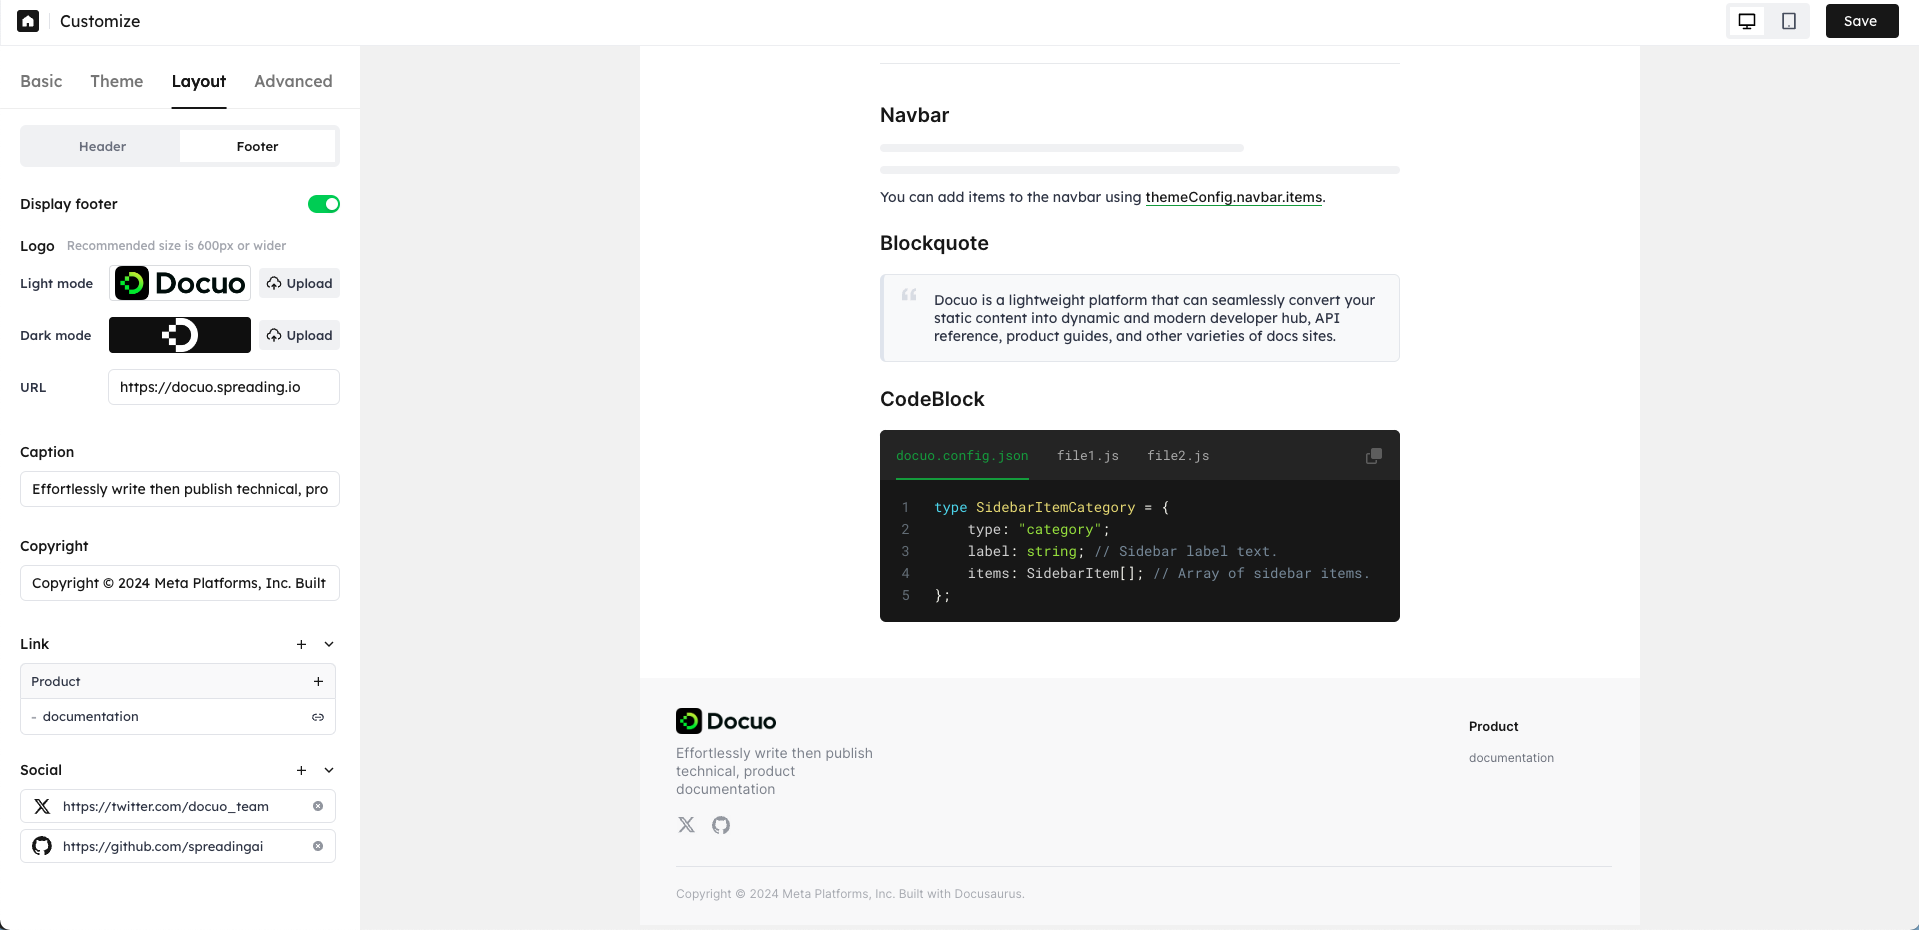 Customize
Save
Basic Theme Layout Advanced
Header Footer
Display footer
Logo Recommended size is 600px or wider
Light mode Docuo Upload
Dark mode Upload
URL https://docuo.spreading.io
Caption
Effortlessly write then publish technical, pro
Copyright
Copyright © 2024 Meta Platforms, Inc. Built
Link
Product
- documentation
Social
https://twitter.com/docuo_team
https://github.com/spreadingai
Navbar
You can add items to the navbar using themeConfig.navbar.items.
Blockquote
“ Docuo is a lightweight platform that can seamlessly convert your
static content into dynamic and modern developer hub, API
reference, product guides, and other varieties of docs sites.
CodeBlock
docuo.config.json file1.js file2.js
1 type SidebarItemCategory = {
2 type: "category";
3 label: string; // Sidebar label text.
4 items: SidebarItem[]; // Array of sidebar items.
5 };
Docuo
Effortlessly write then publish
technical, product
documentation
Product
documentation
Copyright © 2024 Meta Platforms, Inc. Built with Docusaurus.